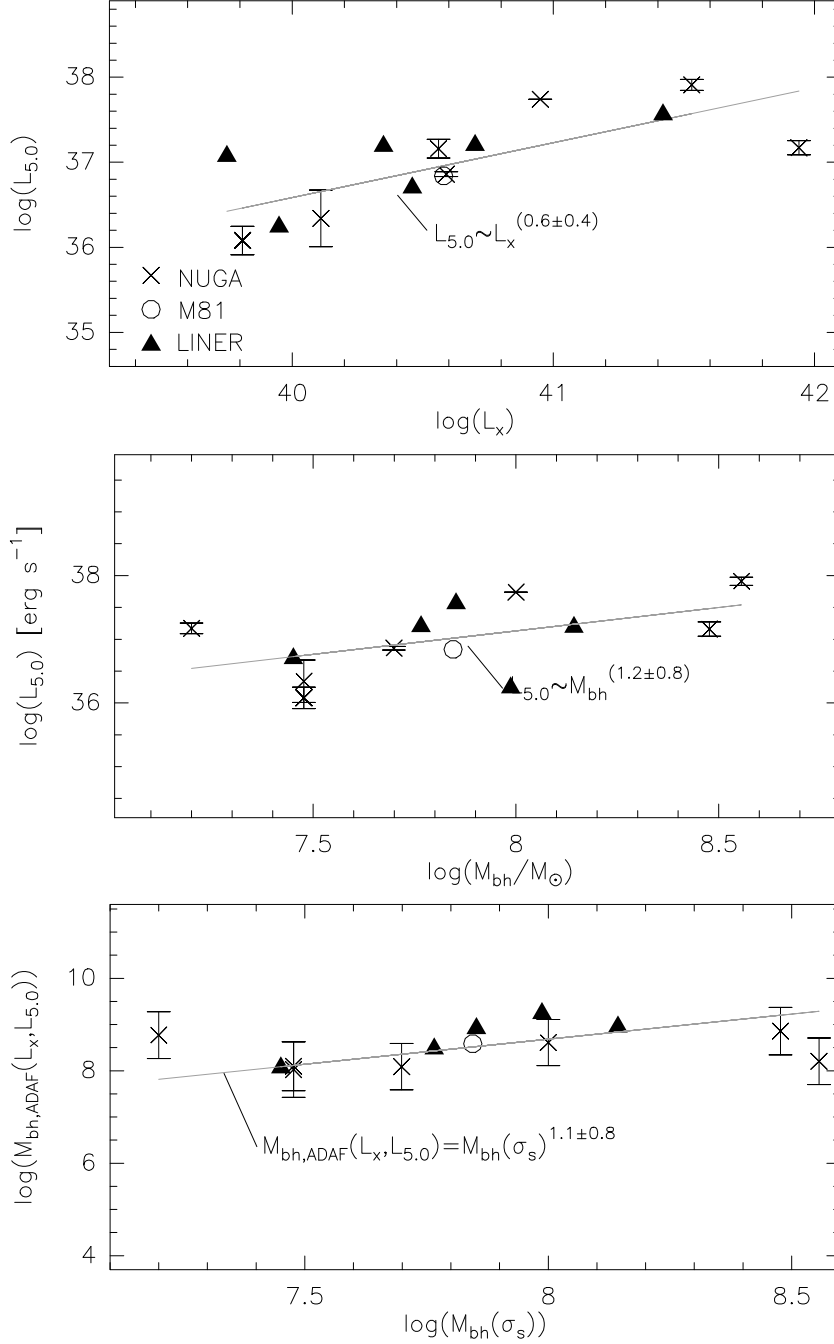 38
37
36
35
log(L5.0)
L5.0~Lx(0.6±0.4)
NUGA
M81
LINER
40
41
42
log(Lx)
38
36
log(L5.0) [erg s−1]
5.0~Mbh(1.2±0.8)
7.5
8
8.5
log(Mbh/M⊙)
10
8
6
4
log(Mbh,ADAF(Lx,L5.0))
Mbh,ADAF(Lx,L5.0)=Mbh(σs)1.1±0.8
7.5
8
8.5
log(Mbh(σs))